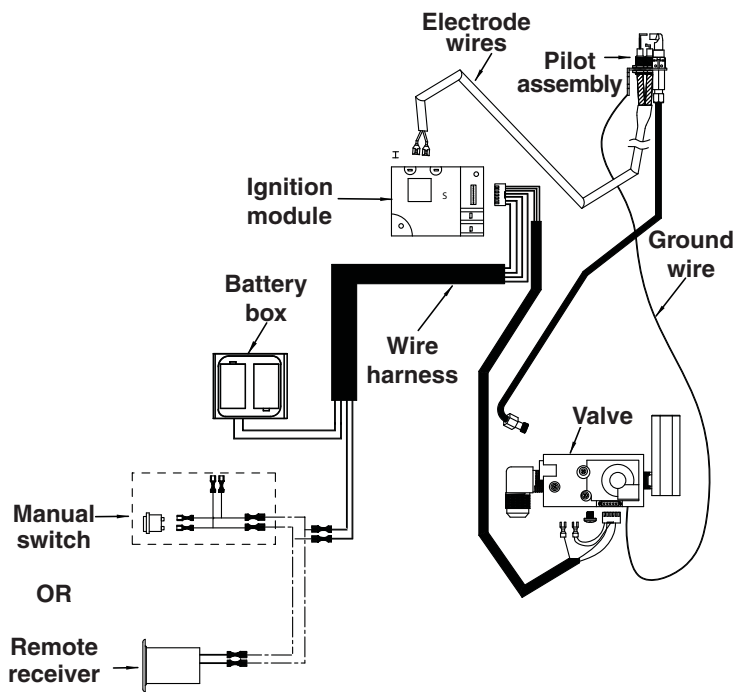 Electrode
wires
Pilot
assembly
Ignition
module
S
Ground
wire
Battery
box
Wire
harness
Valve
Manual
switch
OR
Remote
receiver